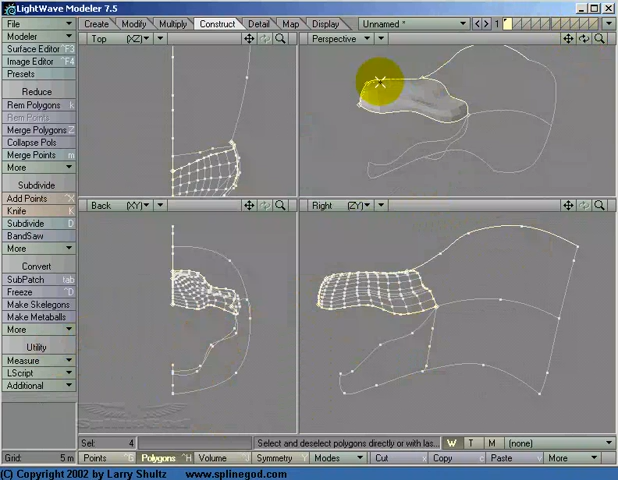 LightWave Modeler 7.5
File Create Modify Multiply Construct Detail Map Display Unnamed * 1
Modeler
Surface Editor ^F3
Image Editor ^F4
Presets
Reduce
Rem Polygons k
Rem Points
Merge Polygons Z
Collapse Pols
Merge Points m
More
Subdivide
Add Points
Knife K
Subdivide D
BandSaw
More
Convert
SubPatch tab
Freeze ^D
Make Skelegons
Make Metaballs
More
Utility
Measure
LScript
Additional
Top (XZ)
Perspective
Back (XY)
Right (ZY)
Sel: 4 Select and deselect polygons directly or with las... W T M (none)
Grid: 5 m Points ^G Polygons ^H Volume ^J Symmetry ^Y Modes Cut x Copy c Paste v More
(C) Copyright 2002 by Larry Shultz www.splinegod.com